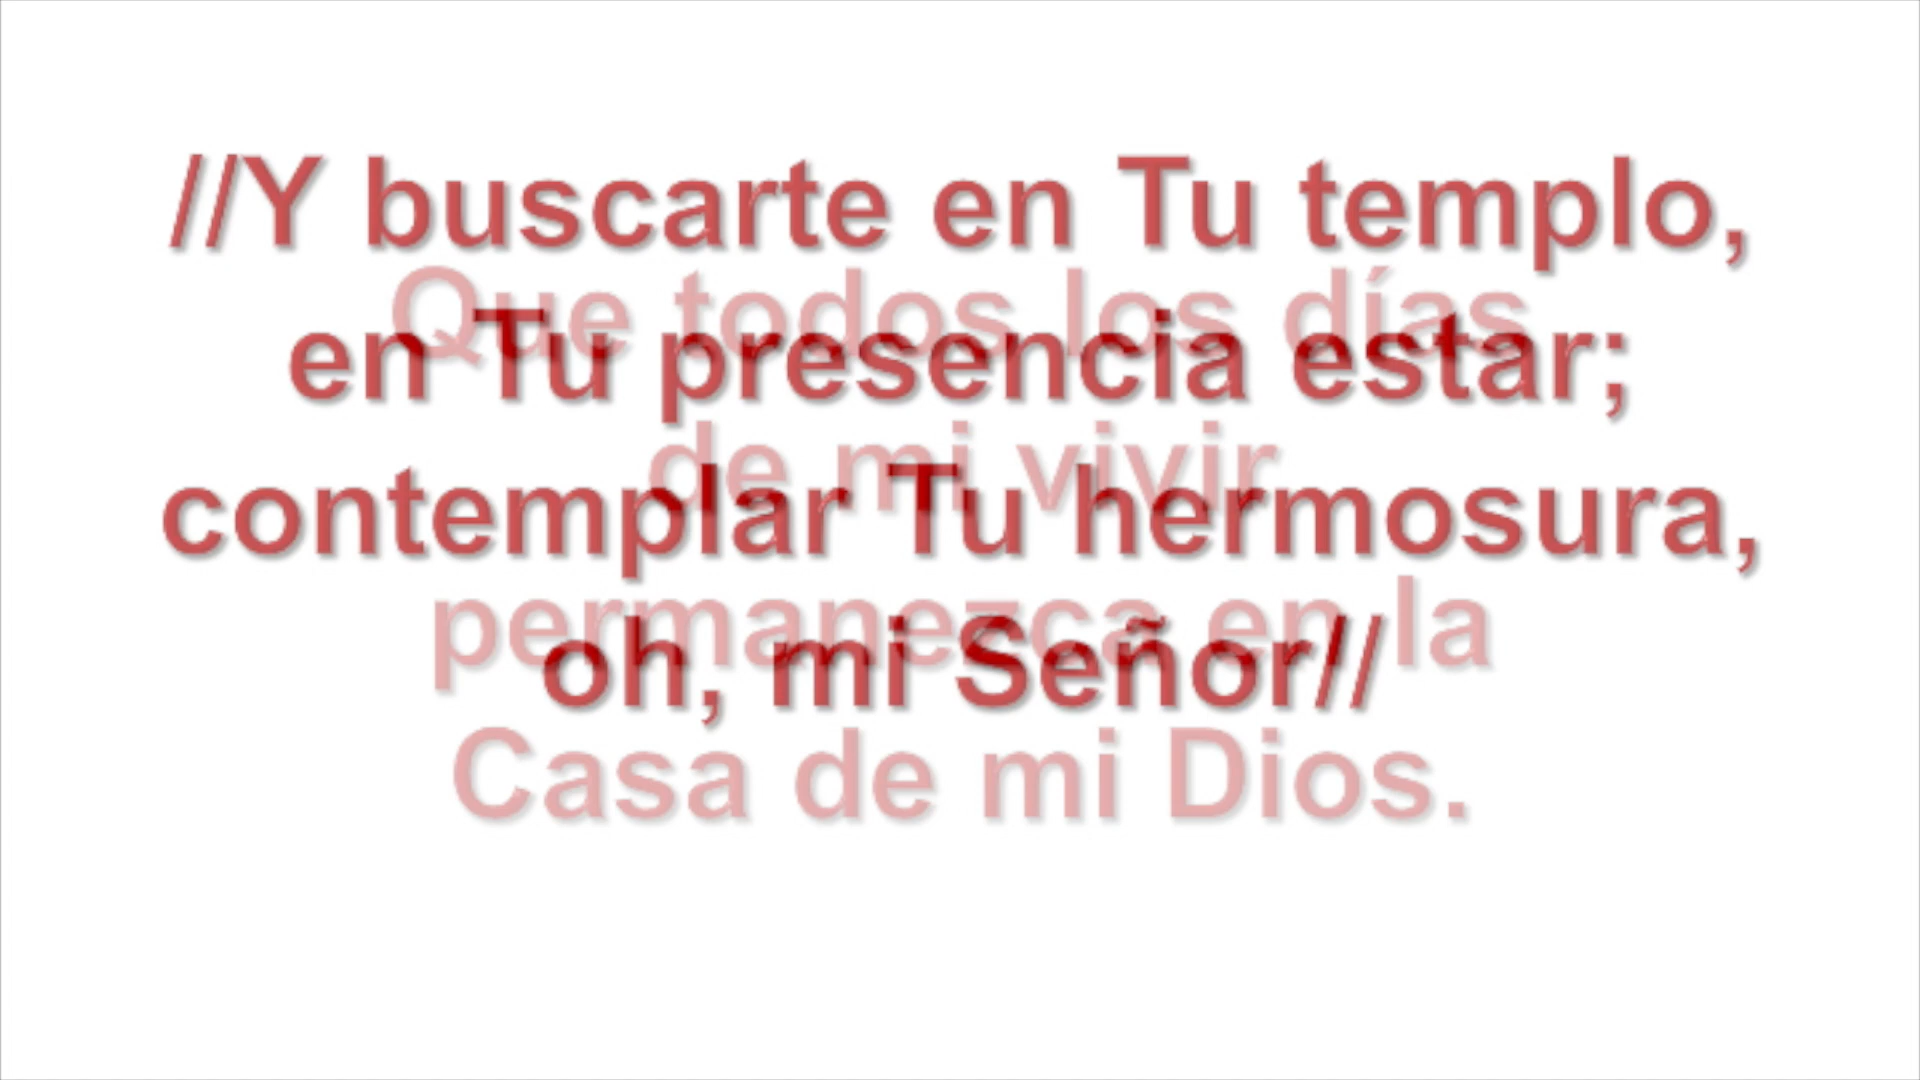 //Y buscarte en Tu templo,
Que todos los días
en Tu presencia estar;
de mi vivir
contemplar Tu hermosura,
permanezca en la
oh, mi Señor//
Casa de mi Dios.